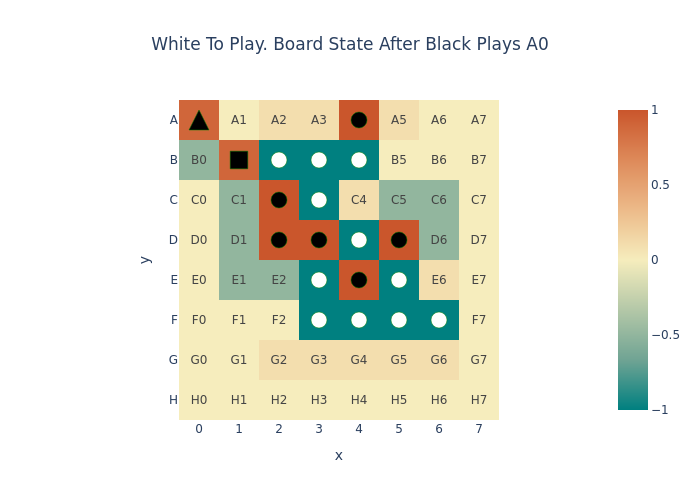 White To Play. Board State After Black Plays A0
A A1 A2 A3 A5 A6 A7
B B0 B5 B6 B7
C C0 C1 C4 C5 C6 C7
D D0 D1 D6 D7
E E0 E1 E2 E6 E7
F F0 F1 F2 F7
G G0 G1 G2 G3 G4 G5 G6 G7
H H0 H1 H2 H3 H4 H5 H6 H7
0 1 2 3 4 5 6 7
x
y
1
0.5
0
−0.5
−1